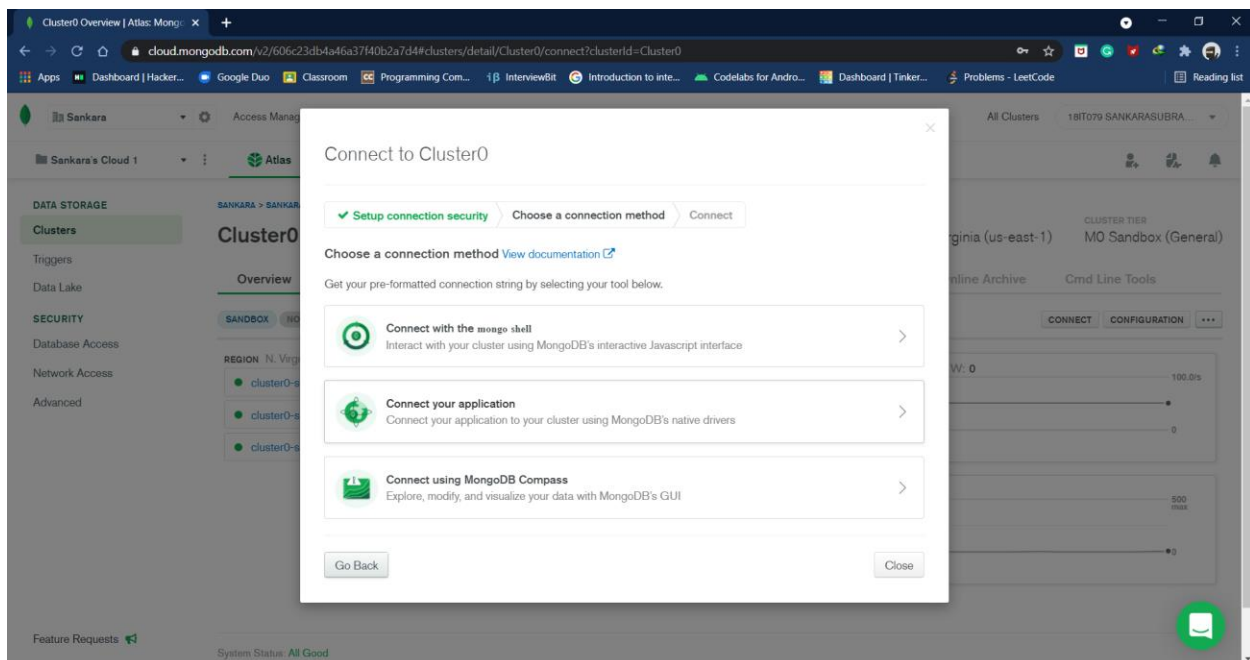 Cluster0 Overview | Atlas: Mongo
cloud.mongodb.com/v2/606c23db4a46a37f40b2a7d4#clusters/detail/Cluster0/connect?clusterId=Cluster0
Apps Dashboard | Hacker... Google Duo Classroom Programming Com... InterviewBit Introduction to inte... Codelabs for Andro... Dashboard | Tinker... Problems - LeetCode Reading list
Sankara Access Manag All Clusters 18IT079 SANKARASUBRA...
Sankara's Cloud 1 Atlas
Connect to Cluster0
DATA STORAGE
Clusters
Triggers
Data Lake
SECURITY
Database Access
Network Access
Advanced
Feature Requests
SANKARA > SANKAR
Cluster0
Overview
SANDBOX NO
REGION N. Virg
cluster0-s
cluster0-s
cluster0-s
System Status: All Good
Setup connection security Choose a connection method Connect
Choose a connection method View documentation
Get your pre-formatted connection string by selecting your tool below.
Connect with the mongo shell
Interact with your cluster using MongoDB's interactive Javascript interface
Connect your application
Connect your application to your cluster using MongoDB's native drivers
Connect using MongoDB Compass
Explore, modify, and visualize your data with MongoDB's GUI
Go Back Close
CLUSTER TIER
rginia (us-east-1) M0 Sandbox (General)
nline Archive Cmd Line Tools
CONNECT CONFIGURATION ...
W: 0
100.0/s
0
500
max
0